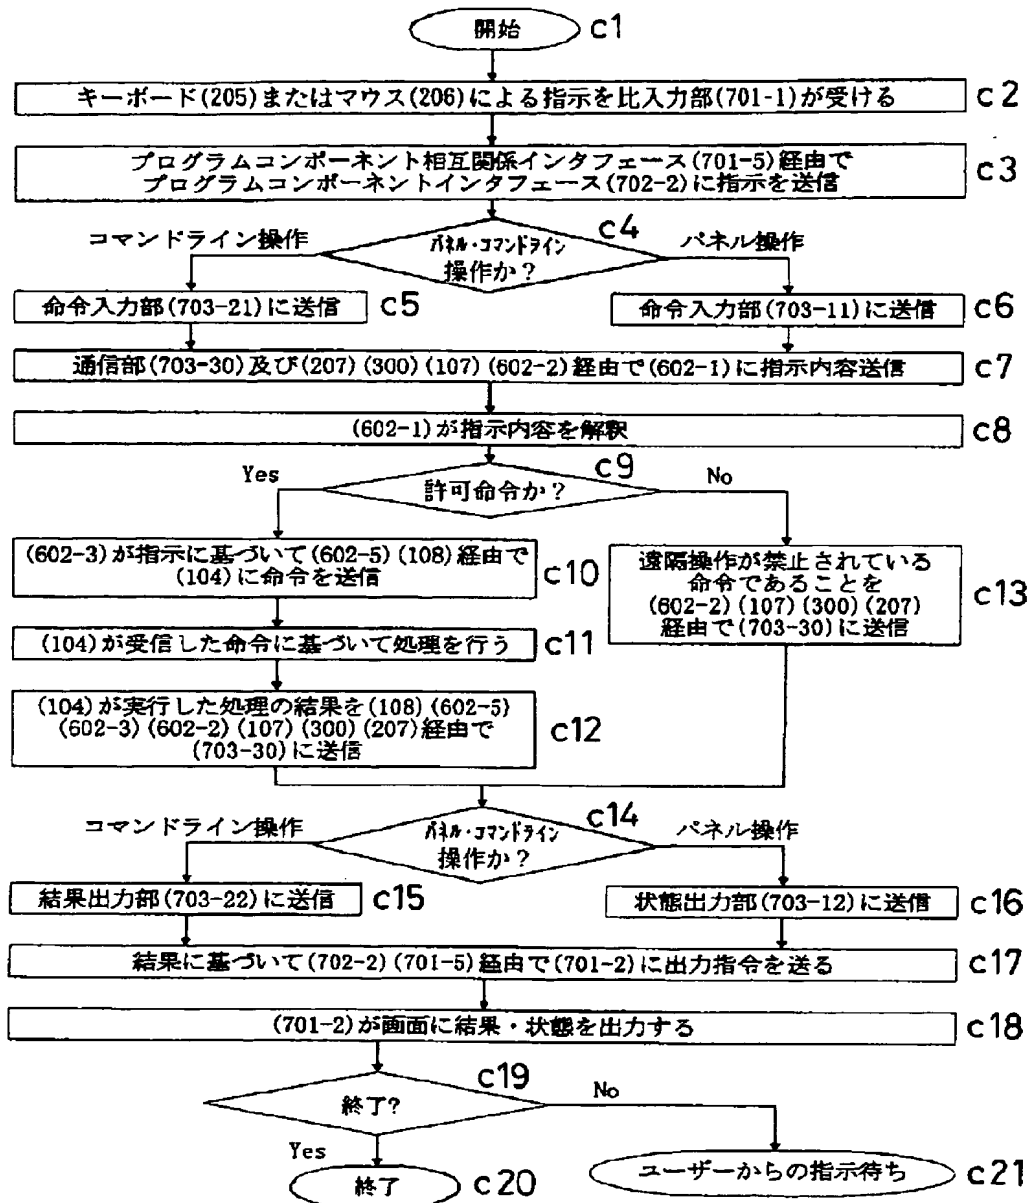 開始 c1
キーボード(205)またはマウス(206)による指示を比入力部(701-1)が受ける c2
プログラムコンポーネント相互関係インタフェース(701-5)経由で
プログラムコンポーネントインタフェース(702-2)に指示を送信 c3
c4
コマンドライン操作 パネル・コマンドライン パネル操作
操作か？
命令入力部(703-21)に送信 c5 命令入力部(703-11)に送信 c6
通信部(703-30)及び(207)(300)(107)(602-2)経由で(602-1)に指示内容送信 c7
(602-1)が指示内容を解釈 c8
c9
Yes 許可命令か？ No
(602-3)が指示に基づいて(602-5)(108)経由で
(104)に命令を送信 c10
遠隔操作が禁止されている
命令であることを
(602-2)(107)(300)(207)
経由で(703-30)に送信 c13
(104)が受信した命令に基づいて処理を行う c11
(104)が実行した処理の結果を(108)(602-5)
(602-3)(602-2)(107)(300)(207)経由で
(703-30)に送信 c12
c14
コマンドライン操作 パネル・コマンドライン パネル操作
操作か？
結果出力部(703-22)に送信 c15 状態出力部(703-12)に送信 c16
結果に基づいて(702-2)(701-5)経由で(701-2)に出力指令を送る c17
(701-2)が画面に結果・状態を出力する c18
c19
終了? No
Yes
終了 c20 ユーザーからの指示待ち c21